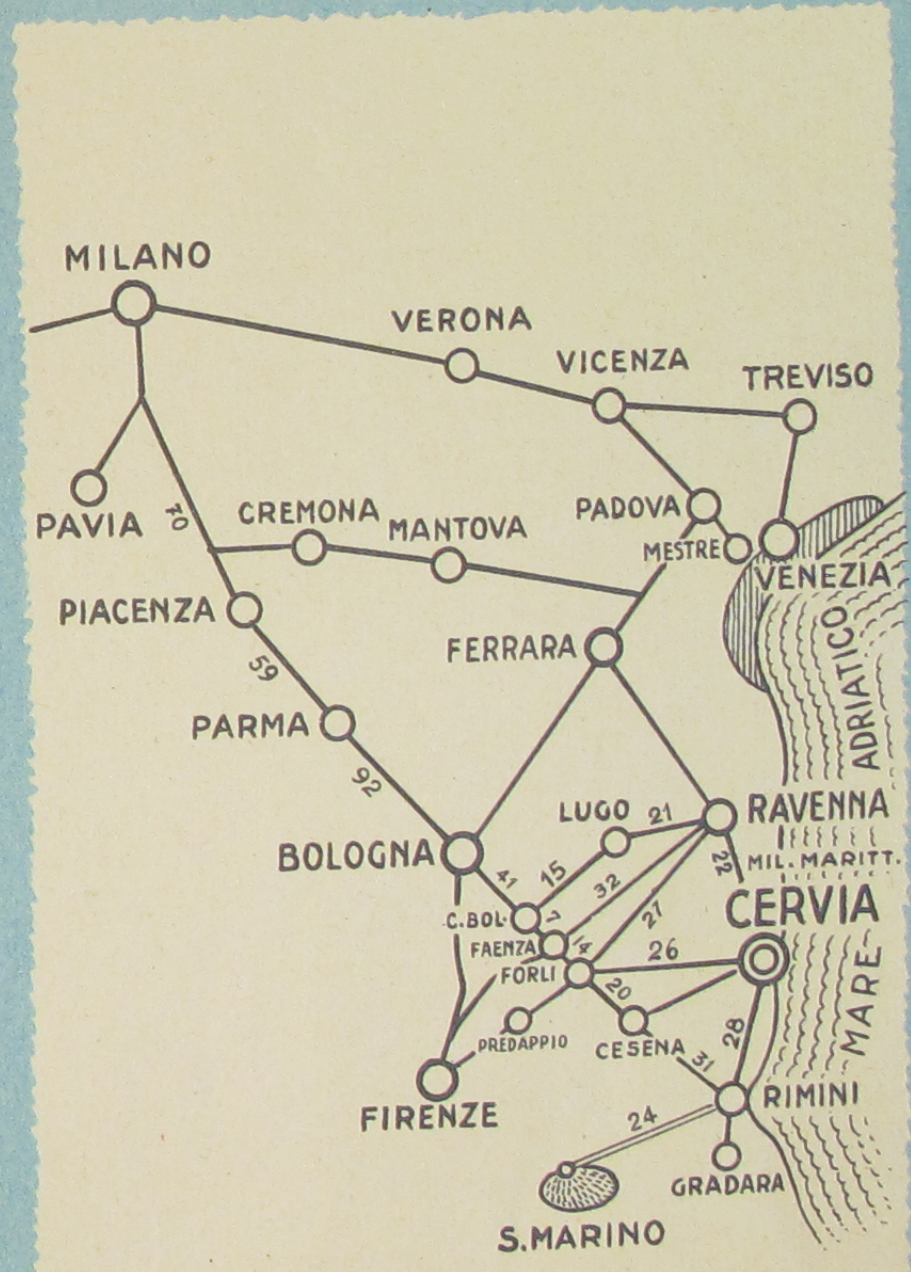 MILANO
VERONA
VICENZA
TREVISO
PAVIA
70
CREMONA
MANTOVA
PADOVA
MESTRE
VENEZIA
PIACENZA
59
FERRARA
PARMA
92
ADRIATICO
LUGO
21
RAVENNA
BOLOGNA
41
15
32
22
MIL. MARITT.
CERVIA
C.BOL.
7
27
FAENZA
14
FORLI
26
20
MARE
PREDAPPIO
CESENA
31
28
FIRENZE
RIMINI
24
GRADARA
S.MARINO